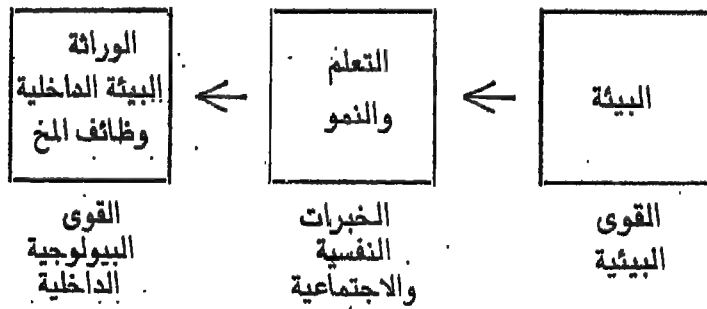 البيئة
القوى
البيئية
التعلم
والنمو
الخبرات
النفسية
والاجتماعية
الوراثة
البيئة الداخلية
وظائف المخ
القوى
البيولوجية
الداخلية